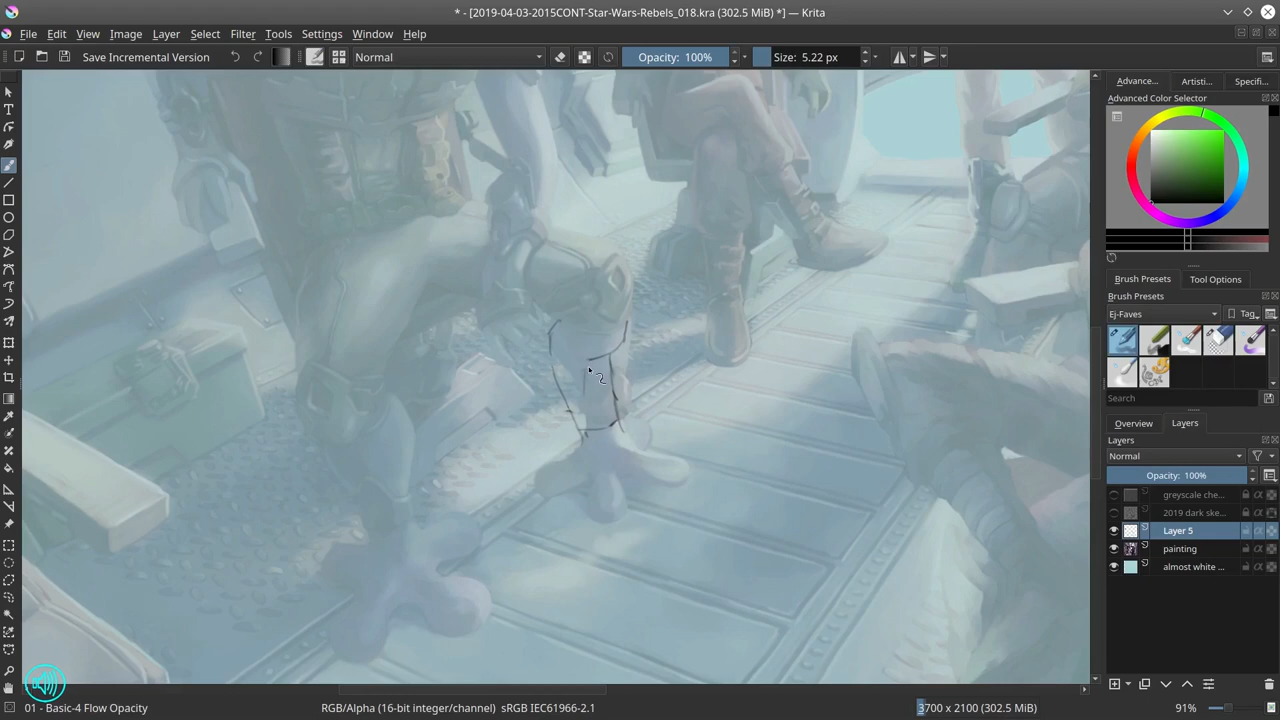 * - [2019-04-03-2015CONT-Star-Wars-Rebels_018.kra (302.5 MiB) *] — Krita
File Edit View Image Layer Select Filter Tools Settings Window Help
Save Incremental Version Normal Opacity: 100% Size: 5.22 px
Advance... Artisti... Specifi...
Advanced Color Selector
Brush Presets Tool Options
Brush Presets
Ej-Faves Tag
Search
Overview Layers
Layers
Normal
Opacity: 100%
greyscale che...
2019 dark ske...
Layer 5
painting
almost white ...
01 - Basic-4 Flow Opacity RGB/Alpha (16-bit integer/channel) sRGB IEC61966-2.1 3700 x 2100 (302.5 MiB) 91%